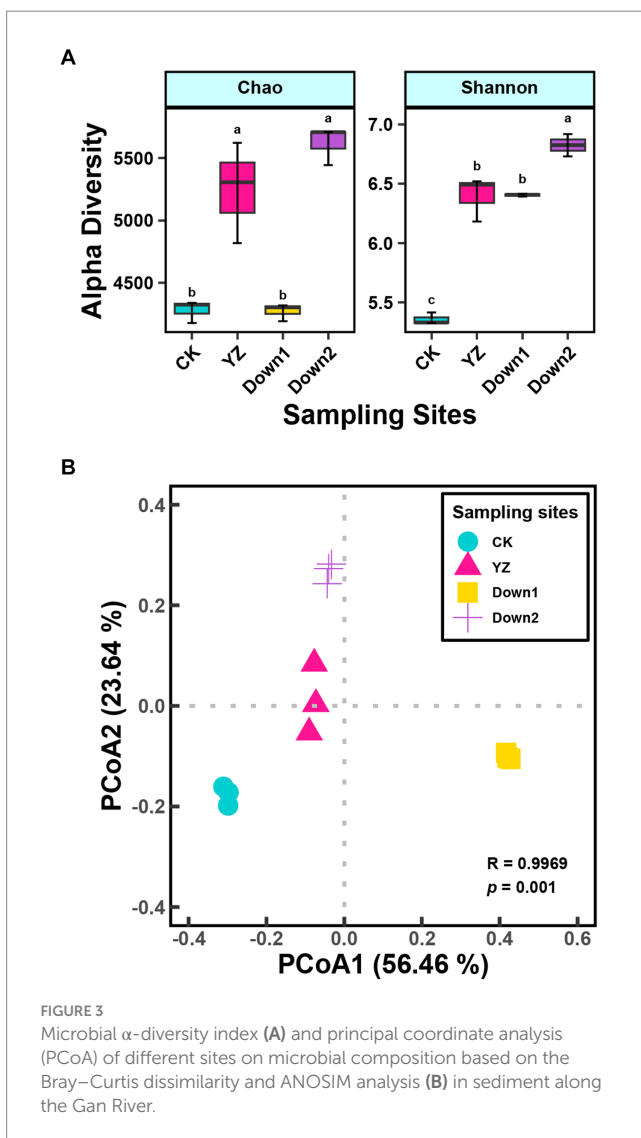 A
Chao
Shannon
Alpha Diversity
5500
5000
4500
b
a
b
a
CK
YZ
Down1
Down2
7.0
6.5
6.0
5.5
c
b
b
a
CK
YZ
Down1
Down2
Sampling Sites
B
PCoA2 (23.64 %)
0.4
0.2
0.0
-0.2
-0.4
Sampling sites
CK
YZ
Down1
Down2
R = 0.9969
p = 0.001
-0.4
-0.2
0.0
0.2
0.4
0.6
PCoA1 (56.46 %)
FIGURE 3
Microbial α-diversity index (A) and principal coordinate analysis
(PCoA) of different sites on microbial composition based on the
Bray–Curtis dissimilarity and ANOSIM analysis (B) in sediment along
the Gan River.